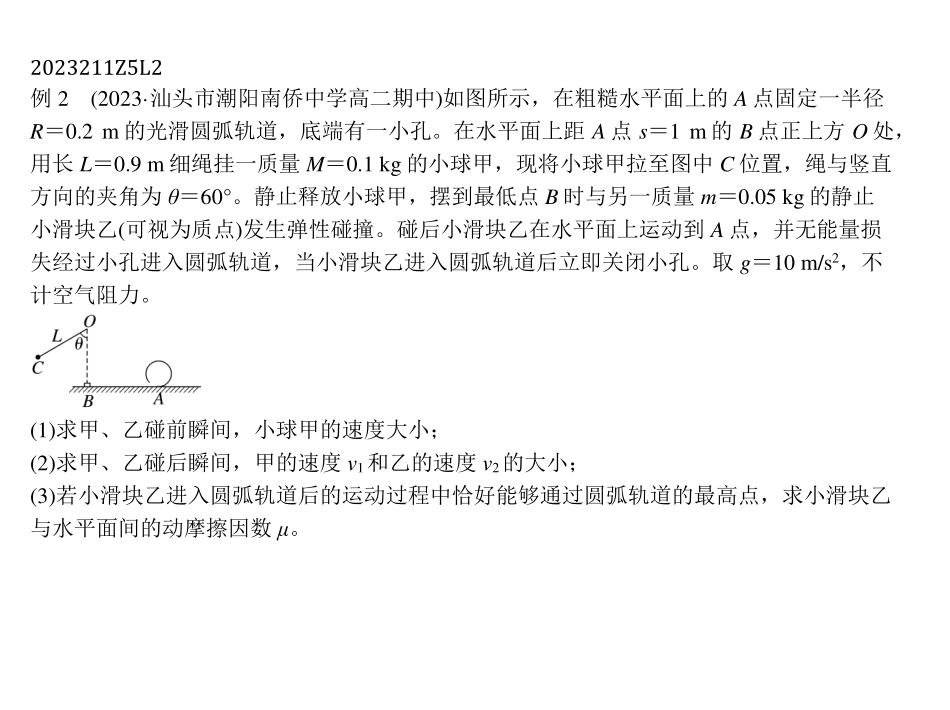 2023211Z5L2
例 2　(2023·汕头市潮阳南侨中学高二期中)如图所示，在粗糙水平面上的 A 点固定一半径
R＝0.2 m 的光滑圆弧轨道，底端有一小孔。在水平面上距 A 点 s＝1 m 的 B 点正上方 O 处，
用长 L＝0.9 m 细绳挂一质量 M＝0.1 kg 的小球甲，现将小球甲拉至图中 C 位置，绳与竖直
方向的夹角为 θ＝60°。静止释放小球甲，摆到最低点 B 时与另一质量 m＝0.05 kg 的静止
小滑块乙(可视为质点)发生弹性碰撞。碰后小滑块乙在水平面上运动到 A 点，并无能量损
失经过小孔进入圆弧轨道，当小滑块乙进入圆弧轨道后立即关闭小孔。取 g＝10 m/s²，不
计空气阻力。
O
L
θ
C
B
A
(1)求甲、乙碰前瞬间，小球甲的速度大小；
(2)求甲、乙碰后瞬间，甲的速度 v₁ 和乙的速度 v₂ 的大小；
(3)若小滑块乙进入圆弧轨道后的运动过程中恰好能够通过圆弧轨道的最高点，求小滑块乙
与水平面间的动摩擦因数 μ。